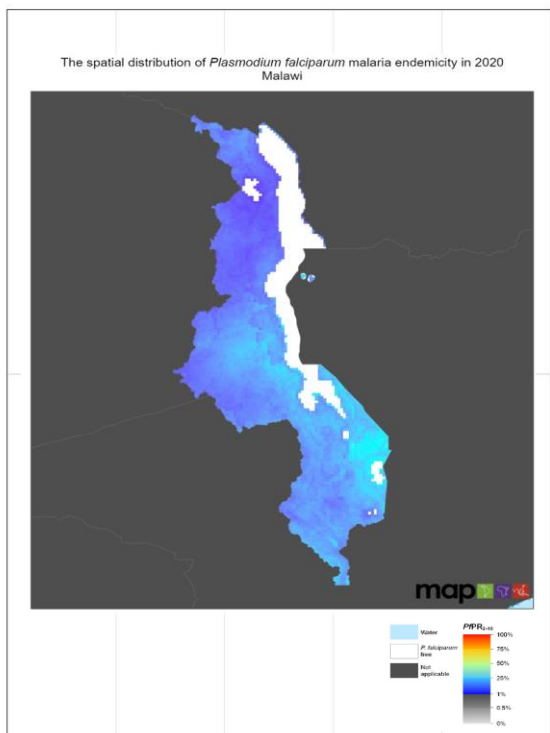 The spatial distribution of Plasmodium falciparum malaria endemicity in 2020
Malawi
map
Water
P. falciparum
free
Not
applicable
PfPR₂₋₁₀
100%
75%
50%
25%
1%
0.5%
0%